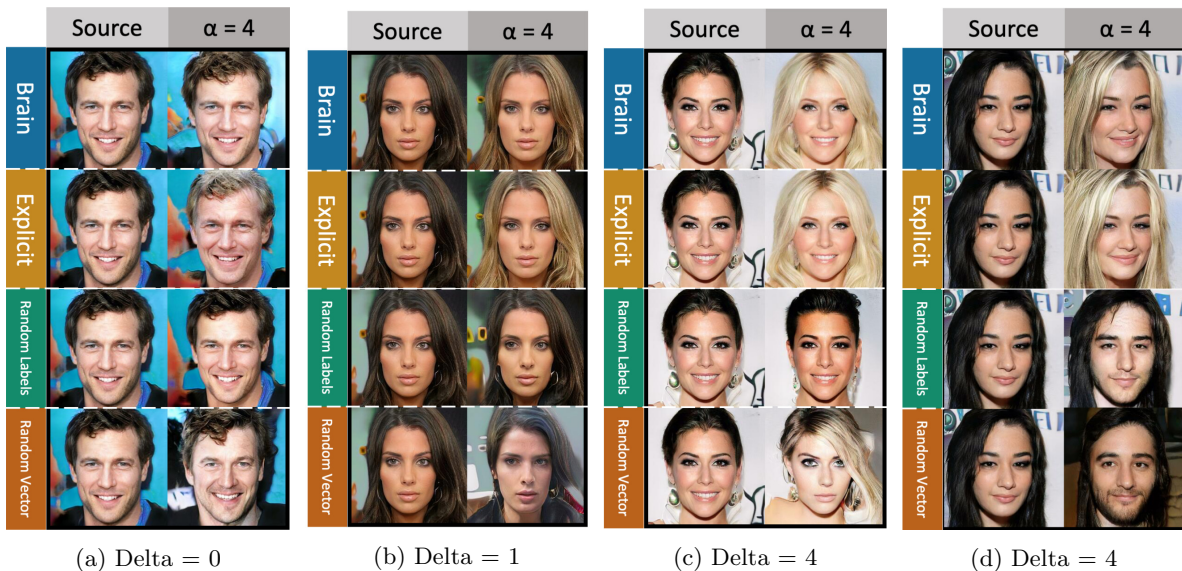 Source α = 4
Brain
Explicit
Random Labels
Random Vector
(a) Delta = 0
Source α = 4
Brain
Explicit
Random Labels
Random Vector
(b) Delta = 1
Source α = 4
Brain
Explicit
Random Labels
Random Vector
(c) Delta = 4
Source α = 4
Brain
Explicit
Random Labels
Random Vector
(d) Delta = 4